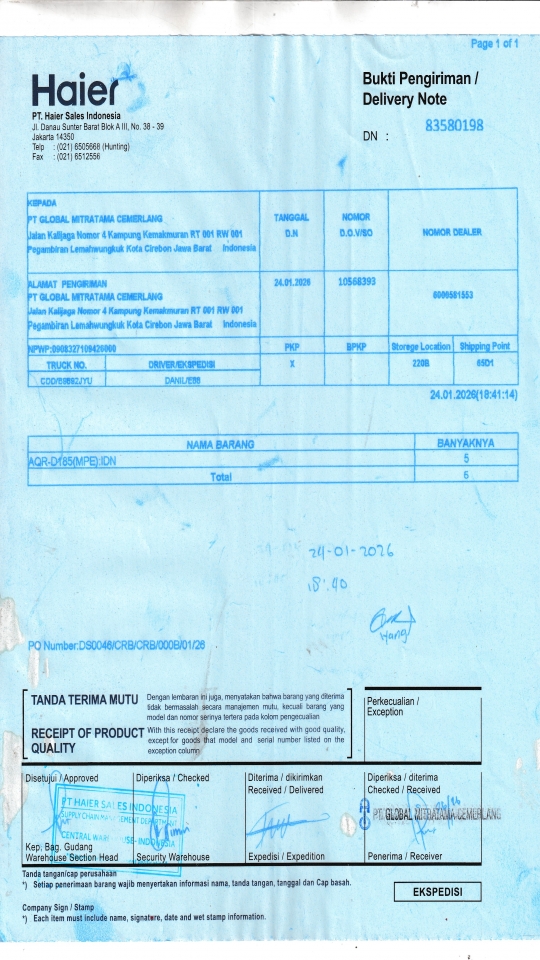 Page 1 of 1
Haier
Bukti Pengiriman /
Delivery Note
PT. Haier Sales Indonesia
Jl. Danau Sunter Barat Blok A III, No. 38 - 39
Jakarta 14350
Telp : (021) 6505668 (Hunting)
Fax : (021) 6512556
DN : 83580198
KEPADA
PT GLOBAL MITRATAMA CEMERLANG
Jalan Kalijaga Nomor 4 Kampung Kemakmuran RT 001 RW 001
Pegambiran Lemahwungkuk Kota Cirebon Jawa Barat Indonesia
TANGGAL D.N
NOMOR D.O.V/SO
NOMOR DEALER
ALAMAT PENGIRIMAN
PT GLOBAL MITRATAMA CEMERLANG
Jalan Kalijaga Nomor 4 Kampung Kemakmuran RT 001 RW 001
Pegambiran Lemahwungkuk Kota Cirebon Jawa Barat Indonesia
24.01.2026
10568393
PKP BPKP Storege Location Shipping Point
TRUCK NO. DRIVER/EKSPEDISI X 220B
24.01.2026(18:41:14)
NAMA BARANG BANYAKNYA
AQR-D185(MPE):IDN 5
Total
24-01-2026
18:40
Hang
PO Number:DS0046/CRB/CRB/000B/01/26
TANDA TERIMA MUTU
Dengan lembaran ini juga, menyatakan bahwa barang yang diterima
tidak bermasalah secara manajemen mutu, kecuali barang yang
model dan nomor serinya tertera pada kolom pengecualian
RECEIPT OF PRODUCT QUALITY
With this receipt declare the goods received with good quality,
except for goods that model and serial number listed on the
exception column
Perkecualian /
Exception
Disetujui / Approved
Diperiksa / Checked
Diterima / dikirimkan
Received / Delivered
Diperiksa / diterima
Checked / Received
PT HAIER SALES INDONESIA
SUPPLY CHAIN MANAGEMENT DEPARTMENT
CENTRAL WAREHOUSE - INDONESIA
PT. GLOBAL MITRATAMA CEMERLANG
Kep. Bag. Gudang
Warehouse Section Head
Security Warehouse
Expedisi / Expedition
Penerima / Receiver
Tanda tangan/cap perusahaan
*) Setiap penerimaan barang wajib menyertakan informasi nama, tanda tangan, tanggal dan Cap basah.
EKSPEDISI
Company Sign / Stamp
*) Each item must include name, signature, date and wet stamp information.